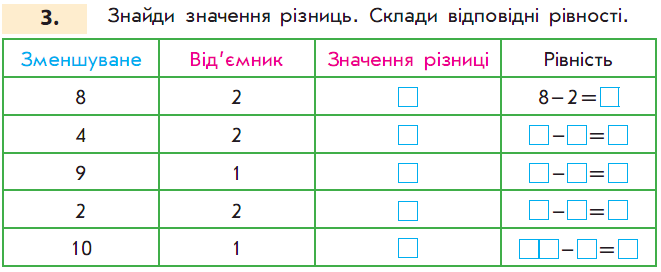 3. Знайди значення різниць. Склади відповідні рівності.
Зменшуване Від'ємник Значення різниці Рівність
8 2 □ 8 – 2 = □
4 2 □ □ – □ = □
9 1 □ □ – □ = □
2 2 □ □ – □ = □
10 1 □ □□ – □ = □